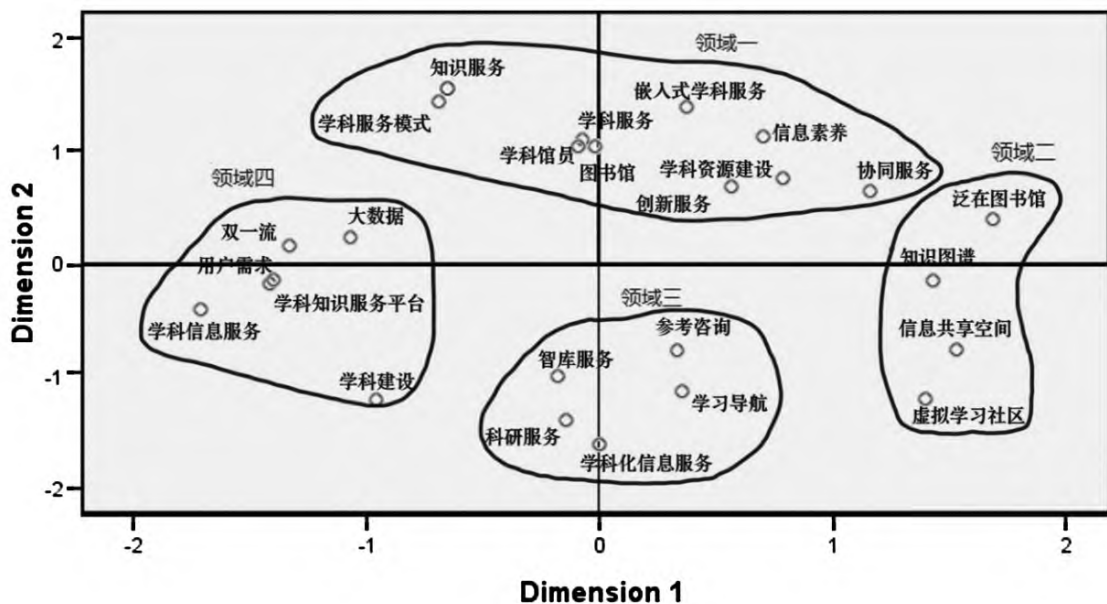 领域一
知识服务
嵌入式学科服务
学科服务模式
学科服务
信息素养
学科馆员
图书馆
学科资源建设
协同服务
创新服务
领域二
泛在图书馆
知识图谱
信息共享空间
虚拟学习社区
领域四
大数据
双一流
用户需求
学科知识服务平台
学科信息服务
学科建设
领域三
参考咨询
智库服务
学习导航
科研服务
学科化信息服务
2
1
0
-1
-2
Dimension 2
-2
-1
0
1
2
Dimension 1